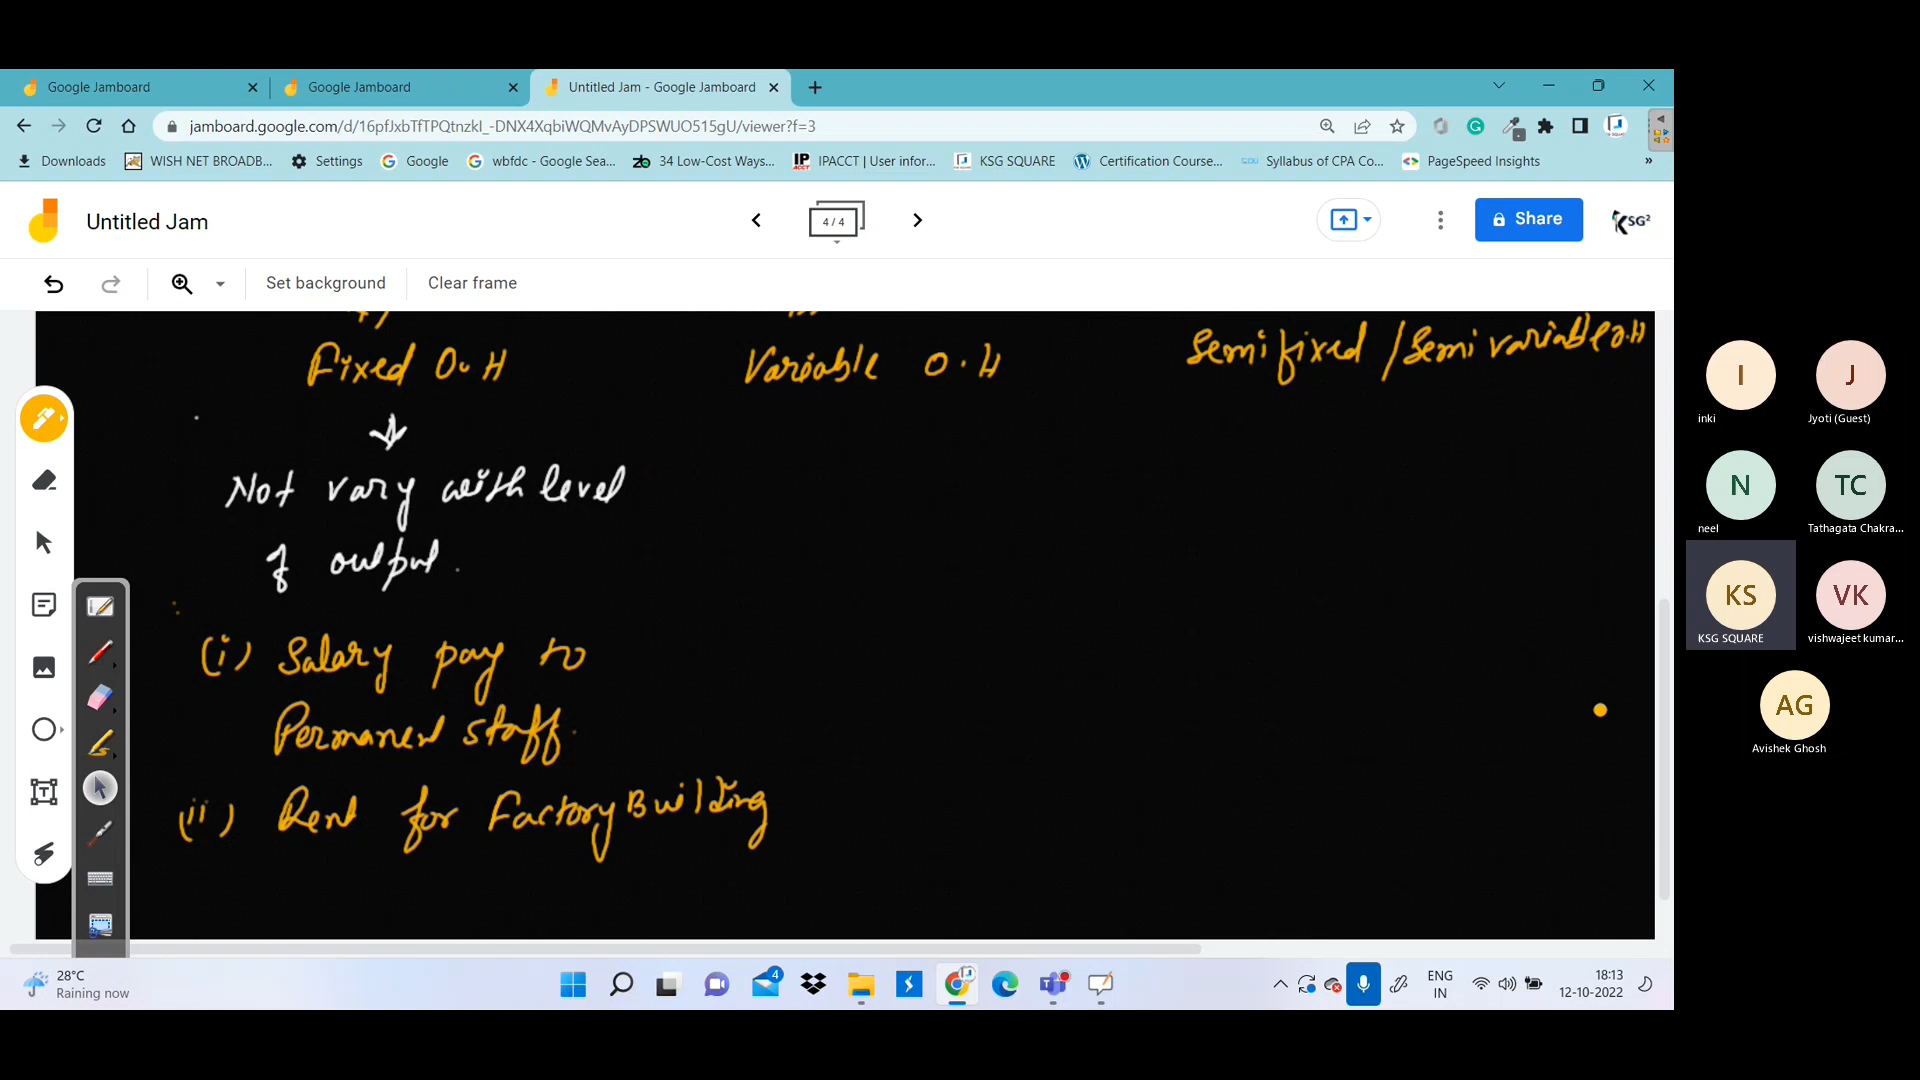 Google Jamboard
Google Jamboard
Untitled Jam - Google Jamboard
jamboard.google.com/d/16pfJxbTfTPQtnzkI_-DNX4XqbiWQMvAyDPSWUO515gU/viewer?f=3
Downloads
WISH NET BROADB...
Settings
Google
wbfdc - Google Sea...
34 Low-Cost Ways...
IPACCT | User infor...
KSG SQUARE
Certification Course...
Syllabus of CPA Co...
PageSpeed Insights
»
Untitled Jam
4 / 4
Share
KSG²
Set background
Clear frame
Fixed O.H
Variable O.H
Semi fixed / Semi variable O.H
Not vary with level
of output.
(i) Salary pay to
Permanent staff.
(ii) Rent for Factory Building
I
inki
J
Jyoti (Guest)
N
neel
TC
Tathagata Chakra...
KS
KSG SQUARE
VK
vishwajeet kumar...
AG
Avishek Ghosh
28°C
Raining now
4
ENG
IN
18:13
12-10-2022